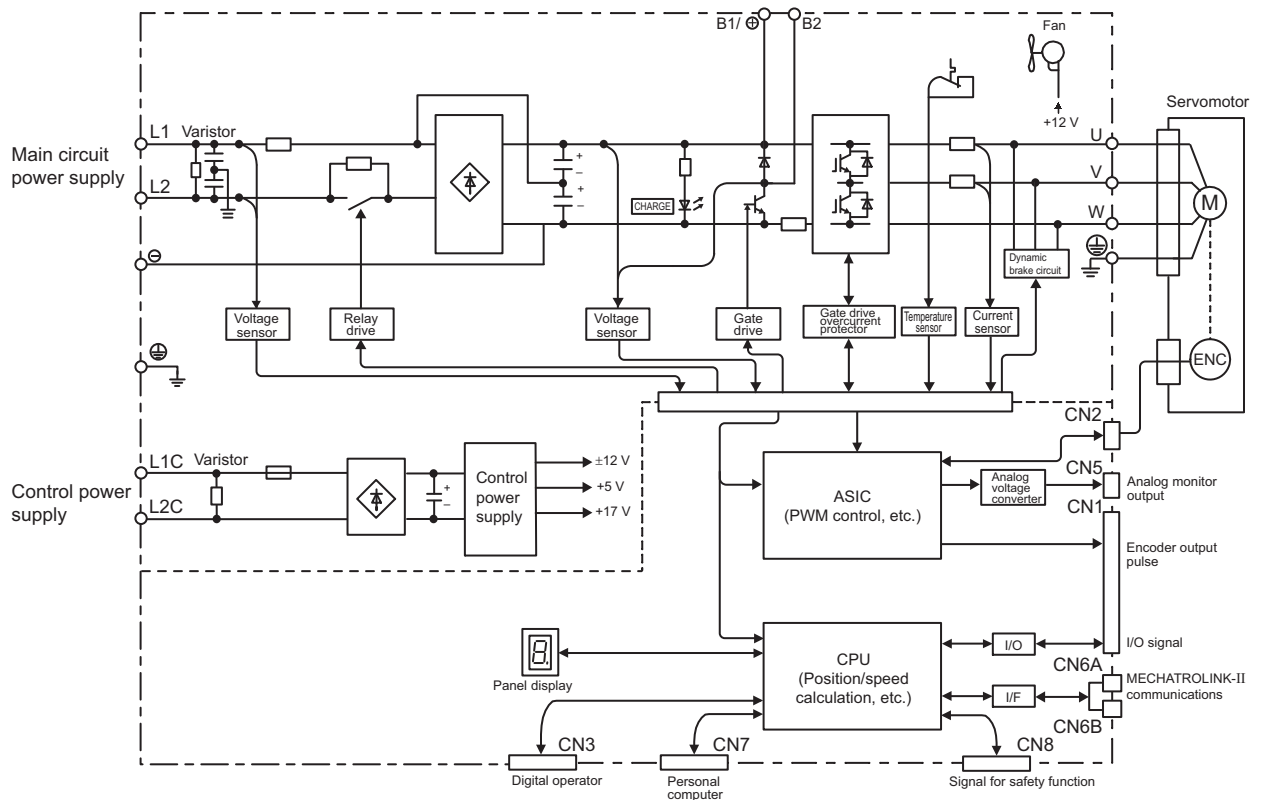 B1/ ⊕
B2
Fan
+12 V
Servomotor
Main circuit
power supply
L1
Varistor
L2
⊖
+
–
+
–
CHARGE
U
V
W
M
Dynamic
brake circuit
Voltage
sensor
Relay
drive
Voltage
sensor
Gate
drive
Gate drive
overcurrent
protector
Temperature
sensor
Current
sensor
ENC
CN2
Control power
supply
L1C
Varistor
L2C
+
–
Control
power
supply
±12 V
+5 V
+17 V
ASIC
(PWM control, etc.)
Analog
voltage
converter
CN5
Analog monitor
output
CN1
Encoder output
pulse
I/O signal
Panel display
8.
CPU
(Position/speed
calculation, etc.)
I/O
I/F
CN6A
MECHATROLINK-II
communications
CN6B
CN3
Digital operator
CN7
Personal
computer
CN8
Signal for safety function